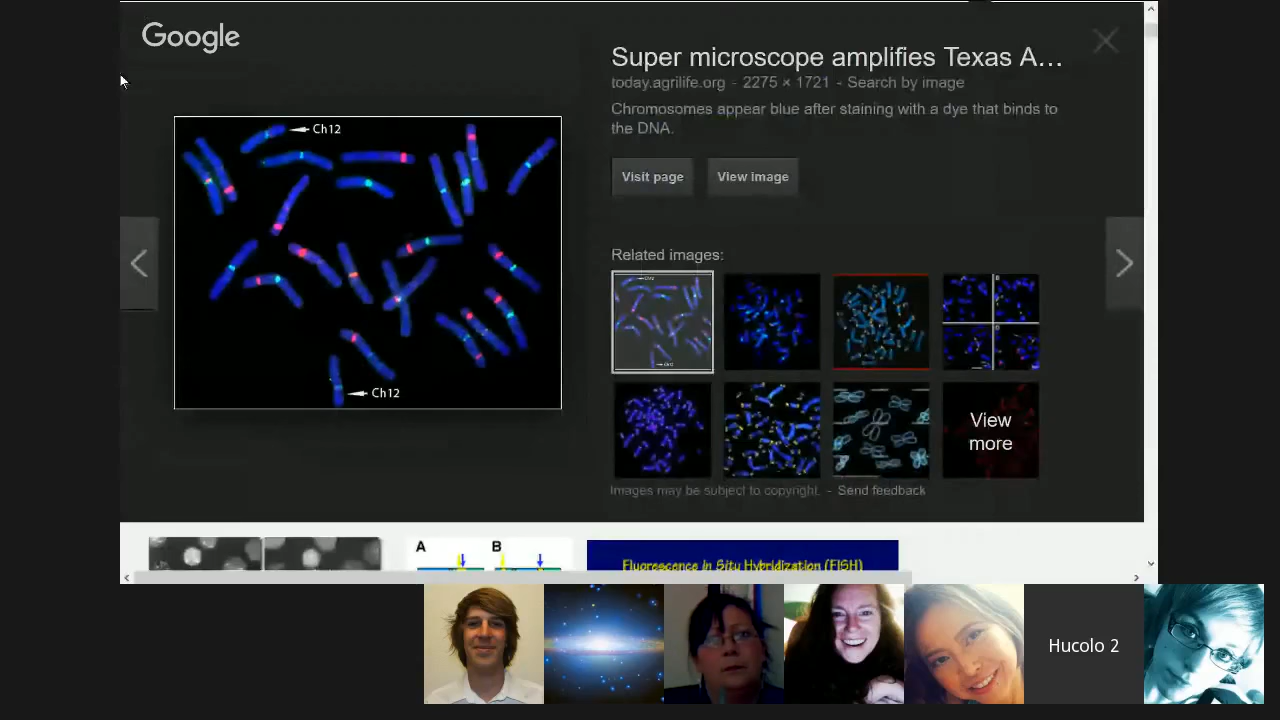 Google
Super microscope amplifies Texas A…
today.agrilife.org - 2275 × 1721 - Search by image
Chromosomes appear blue after staining with a dye that binds to
the DNA.
Visit page
View image
Ch12
Ch12
Related images:
View
more
Images may be subject to copyright. - Send feedback
A
B
Fluorescence In Situ Hybridization (FISH)
Hucolo 2